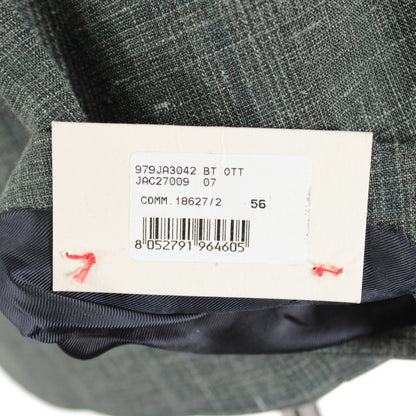 979JA3042 BT OTT
JAC27009 07
COMM.18627/2 56
8 052791 964605